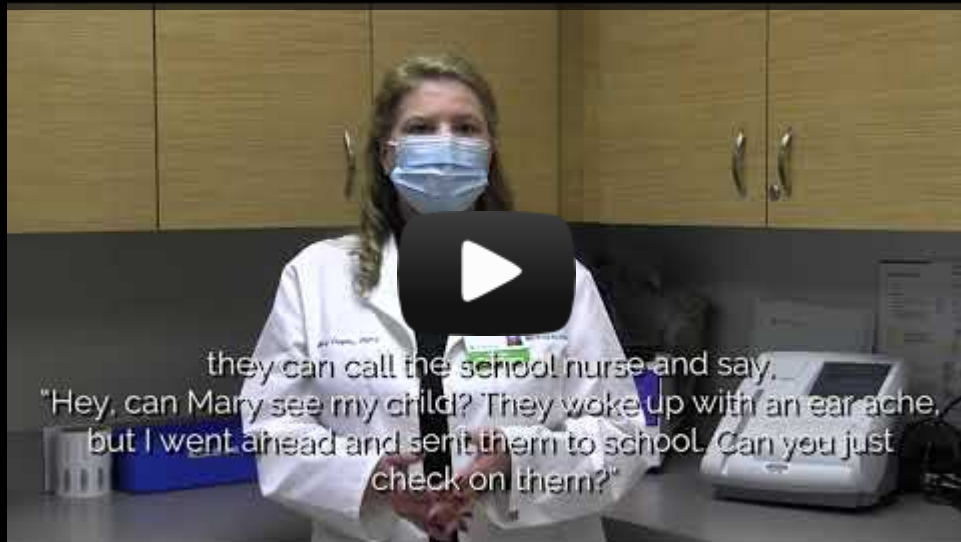 they can call the school nurse and say,
"Hey, can Mary see my child? They woke up with an ear ache,
but I went ahead and sent them to school. Can you just
check on them?"